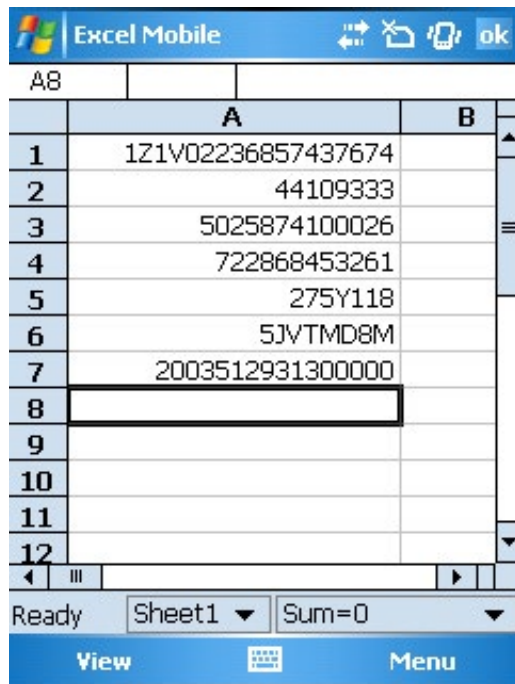 Excel Mobile ok
A8
A B
1 1Z1V02236857437674
2 44109333
3 5025874100026
4 722868453261
5 275Y118
6 5JVTMD8M
7 2003512931300000
8
9
10
11
12
Ready Sheet1 Sum=0
View Menu